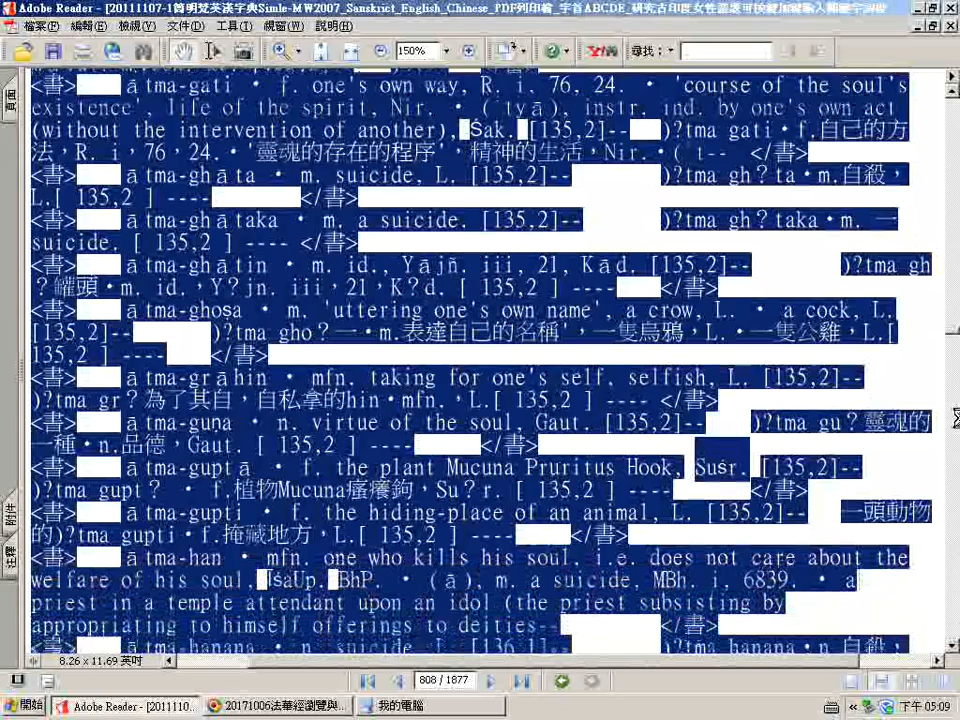 Adobe Reader - [20111107-1簡明梵英漢字典Simle-MW2007_Sanskrit_English_Chinese_PDF列印檔_字首ABCDE_研究古印度女性
檔案(F) 編輯(E) 檢視(V) 文件(D) 工具(T) 視窗(W) 說明(H)
150% 尋找:
<書> ātma-gati · f. one's own way, R. i, 76, 24. · 'course of the soul's
existence', life of the spirit, Nir. · ( tyā), instr. ind. by one's own act
(without the intervention of another), Śak. [135,2]-- )?tma gati·f.自己的方
法,R. i,76,24.·'靈魂的存在的程序',精神的生活,Nir.·( t-- </書>
<書> ātma-ghāta · m. suicide, L. [135,2]-- )?tma gh?ta·m.自殺,
L.[ 135,2 ] ---- </書>
<書> ātma-ghātaka · m. a suicide. [135,2]-- )?tma gh?taka·m. 一
suicide. [ 135,2 ] ---- </書>
<書> ātma-ghātin · m. id., Yājñ. iii, 21, Kād. [135,2]-- )?tma gh
?罐頭·m. id.,Y?jn. iii,21,K?d. [ 135,2 ] ---- </書>
<書> ātma-ghoṣa · m. 'uttering one's own name', a crow, L. · a cock, L.
[135,2]-- )?tma gho?一·m.表達自己的名稱',一隻烏鴉,L.·一隻公雞,L.[
135,2 ] ---- </書>
<書> ātma-grāhin · mfn. taking for one's self, selfish, L. [135,2]--
)?tma gr?為了其自,自私拿的hin·mfn.,L.[ 135,2 ] ---- </書>
<書> ātma-guṇa · n. virtue of the soul, Gaut. [135,2]-- )?tma gu?靈魂的
一種·n.品德,Gaut. [ 135,2 ] ---- </書>
<書> ātma-guptā · f. the plant Mucuna Pruritus Hook, Suśr. [135,2]--
)?tma gupt? · f.植物Mucuna瘙癢鉤,Su?r. [ 135,2 ] ---- </書>
<書> ātma-gupti · f. the hiding-place of an animal, L. [135,2]-- 一頭動物
的)?tma gupti·f.掩藏地方,L.[ 135,2 ] ---- </書>
<書> ātma-han · mfn. one who kills his soul, i.e. does not care about the
welfare of his soul, ĪśaUp. BhP. · (ā), m. a suicide, MBh. i, 6839. · a
priest in a temple attendant upon an idol (the priest subsisting by
appropriating to himself offerings to deities-- </書>
<書> ātma-hanana · n. suicide, L. [136,1]-- )?tma hanana·n.自殺,
頁面
附件
註釋
8.26 x 11.69 英吋
808 / 1877
開始 Adobe Reader - [201110... 20171006法華經瀏覽與... 我的電腦 下午 05:09